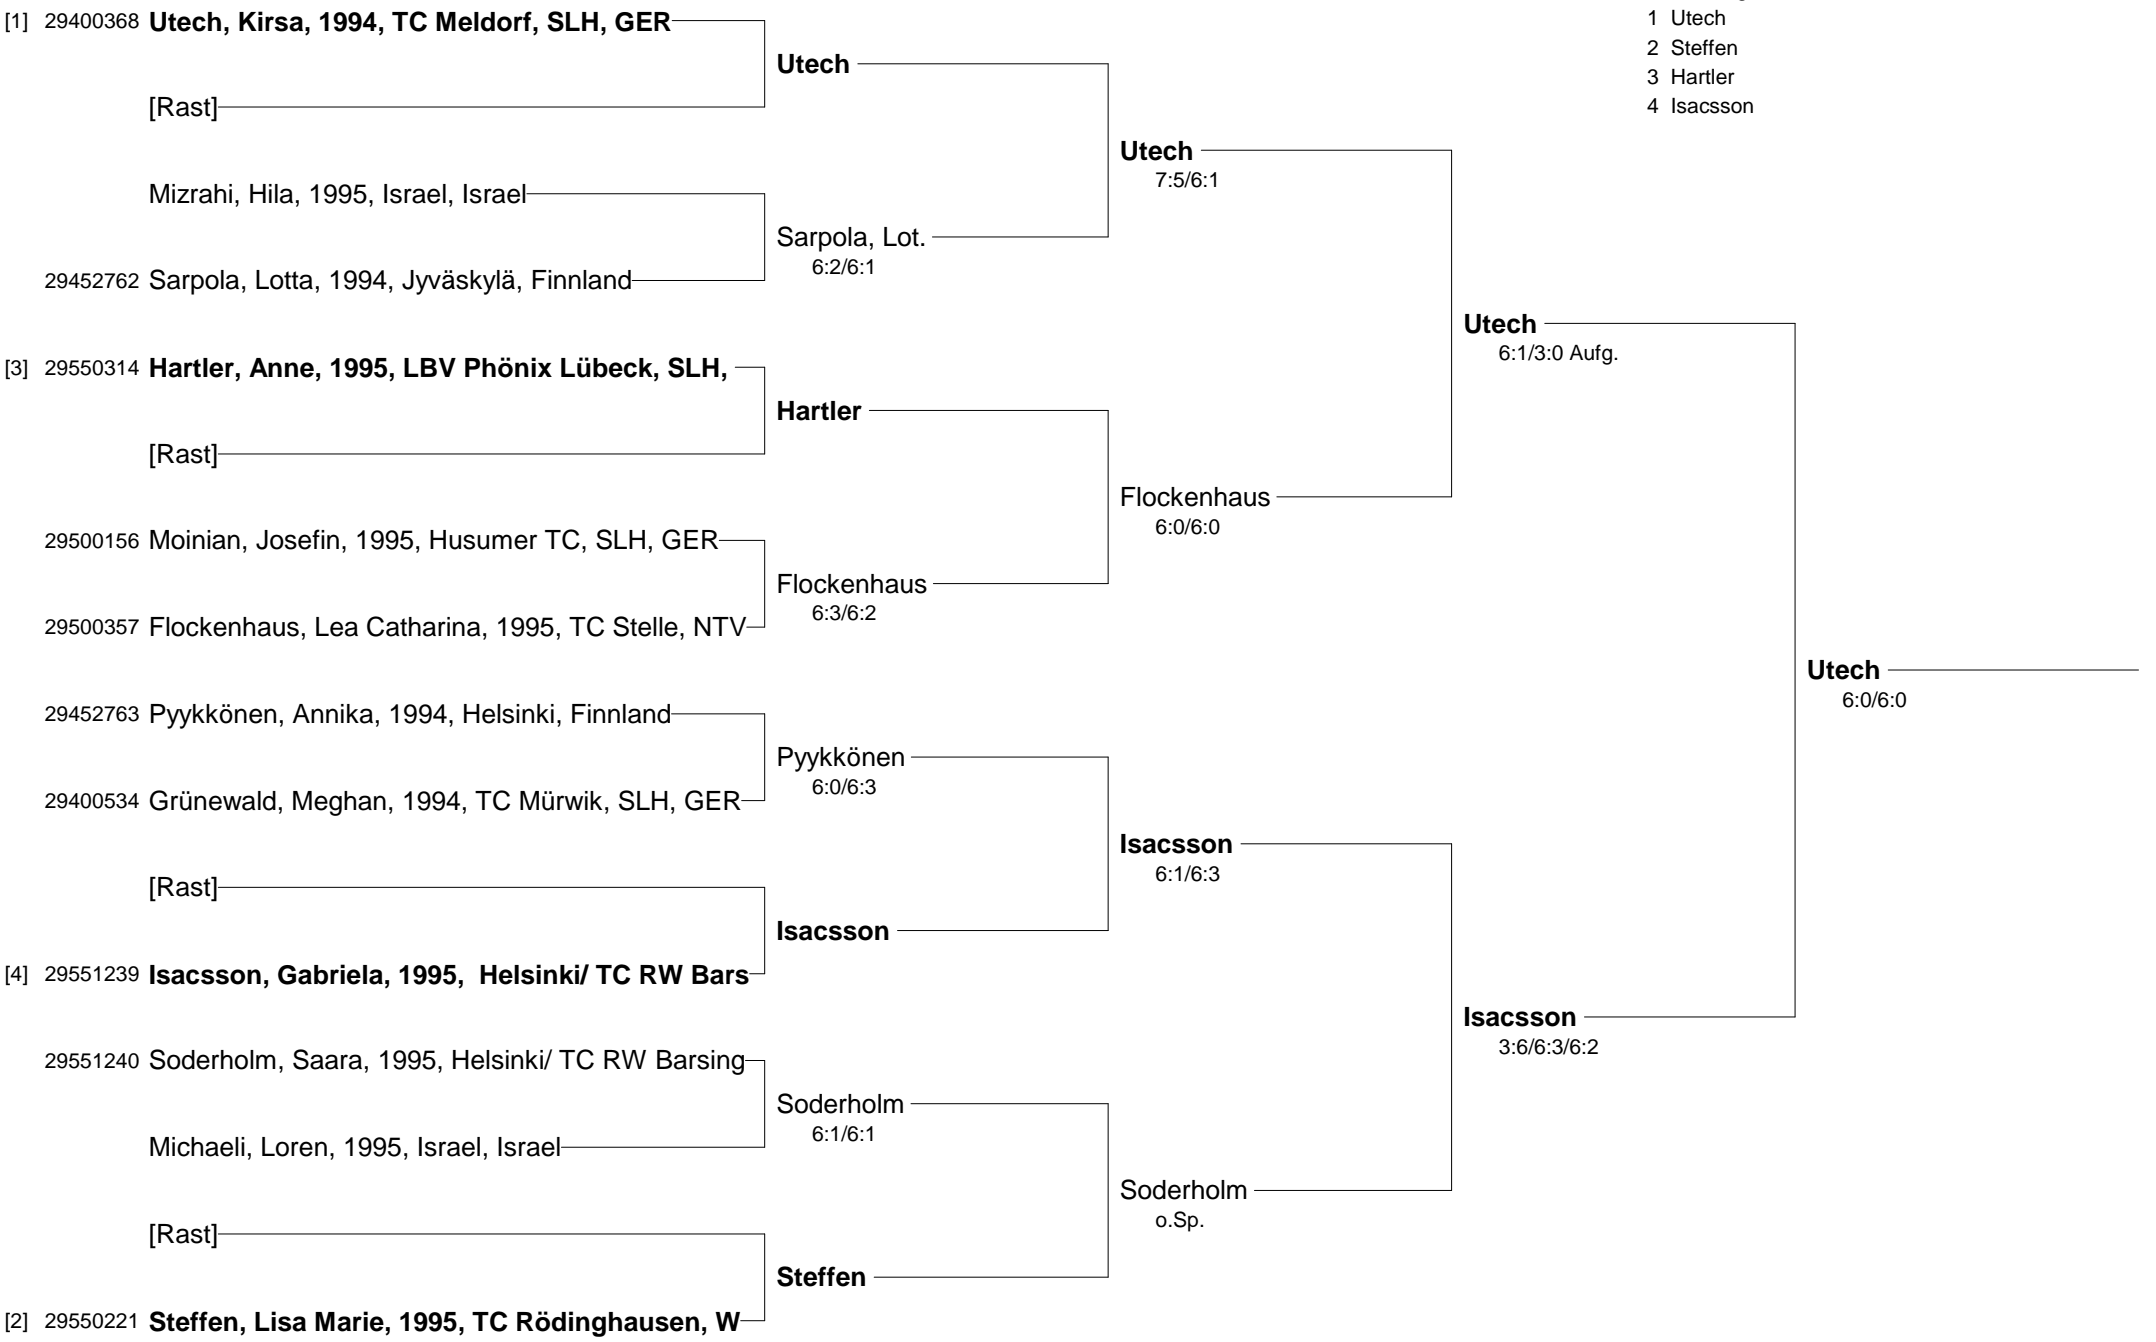 [1] 29400368 Utech, Kirsa, 1994, TC Meldorf, SLH, GER
1 Utech
2 Steffen
3 Hartler
4 Isacsson
Utech
[Rast]
Utech
7:5/6:1
Mizrahi, Hila, 1995, Israel, Israel
Sarpola, Lot.
6:2/6:1
29452762 Sarpola, Lotta, 1994, Jyväskylä, Finnland
Utech
6:1/3:0 Aufg.
[3] 29550314 Hartler, Anne, 1995, LBV Phönix Lübeck, SLH,
Hartler
[Rast]
Flockenhaus
6:0/6:0
29500156 Moinian, Josefin, 1995, Husumer TC, SLH, GER
Flockenhaus
6:3/6:2
29500357 Flockenhaus, Lea Catharina, 1995, TC Stelle, NTV
Utech
6:0/6:0
29452763 Pyykkönen, Annika, 1994, Helsinki, Finnland
Pyykkönen
6:0/6:3
29400534 Grünewald, Meghan, 1994, TC Mürwik, SLH, GER
Isacsson
6:1/6:3
[Rast]
Isacsson
[4] 29551239 Isacsson, Gabriela, 1995, Helsinki/ TC RW Bars
Isacsson
3:6/6:3/6:2
29551240 Soderholm, Saara, 1995, Helsinki/ TC RW Barsing
Soderholm
6:1/6:1
Michaeli, Loren, 1995, Israel, Israel
Soderholm
o.Sp.
[Rast]
Steffen
[2] 29550221 Steffen, Lisa Marie, 1995, TC Rödinghausen, W